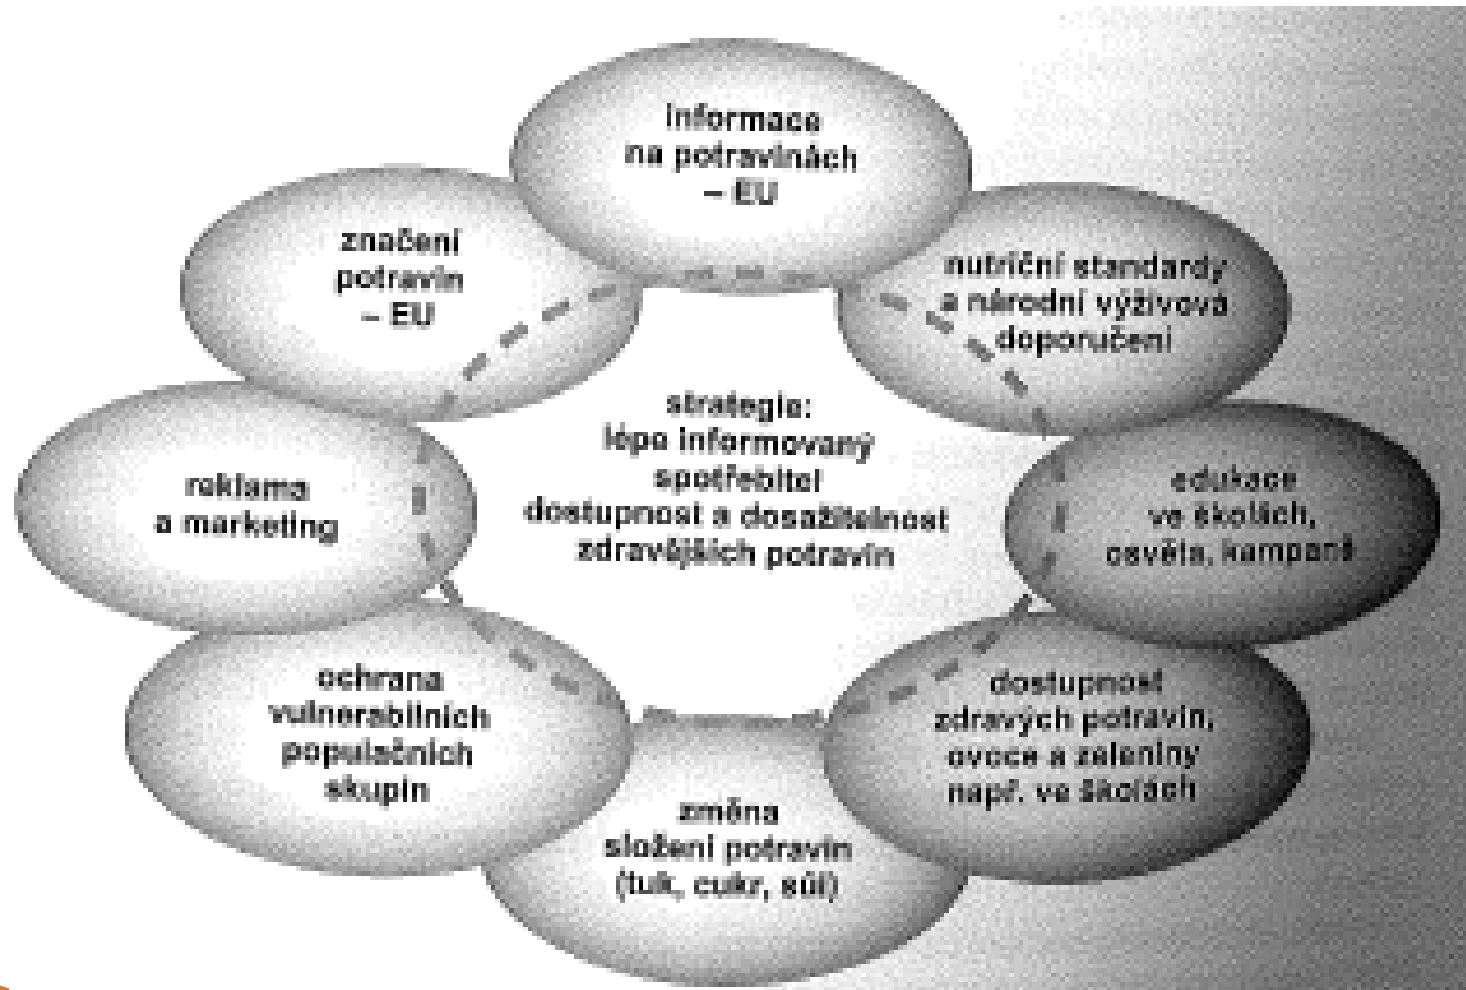 informace
na potravinách
– EU
nutriční standardy
a národní výživová
doporučení
edukace
ve školách,
osvěta, kampaně
dostupnost
zdravých potravin,
ovoce a zeleniny
např. ve školách
změna
složení potravin
(tuk, cukr, sůl)
ochrana
vulnerabilních
populačních
skupin
reklama
a marketing
značení
potravin
– EU
strategie:
lépe informovaný
spotřebitel
dostupnost a dosažitelnost
zdravějších potravin